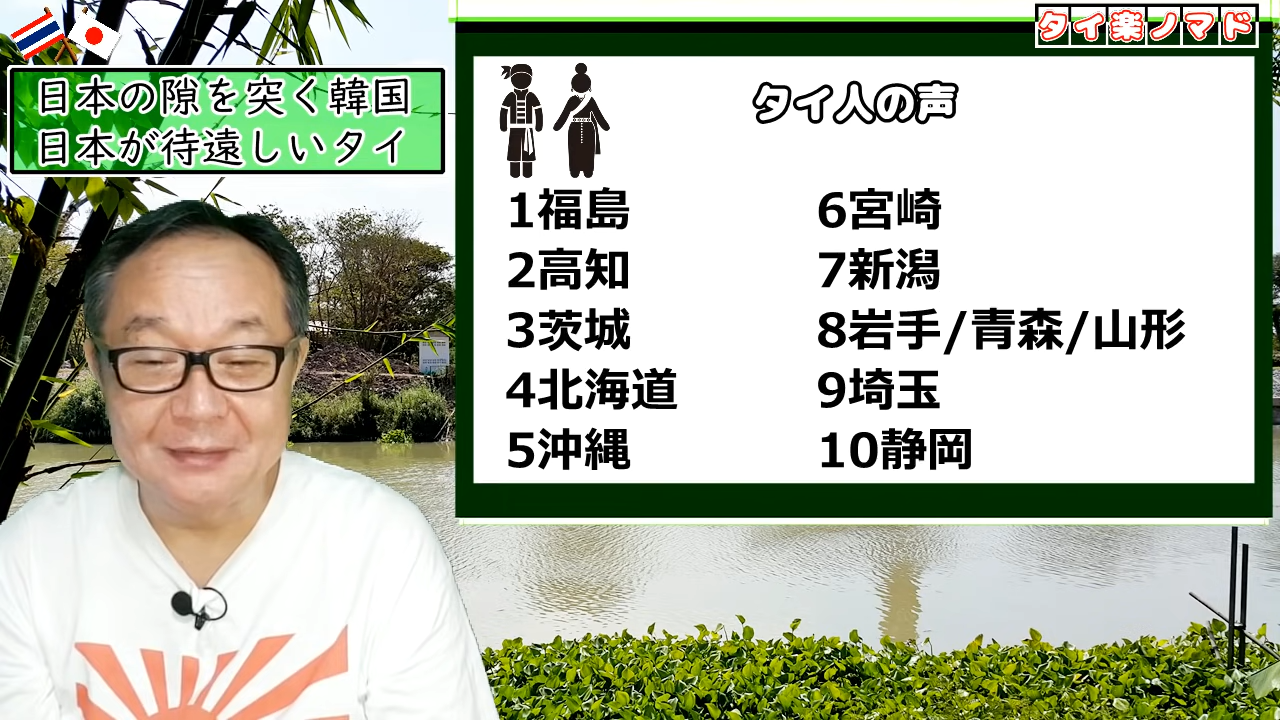 タイ楽ノマド
日本の隙を突く韓国
日本が待遠しいタイ
タイ人の声
1福島
2高知
3茨城
4北海道
5沖縄
6宮崎
7新潟
8岩手/青森/山形
9埼玉
10静岡